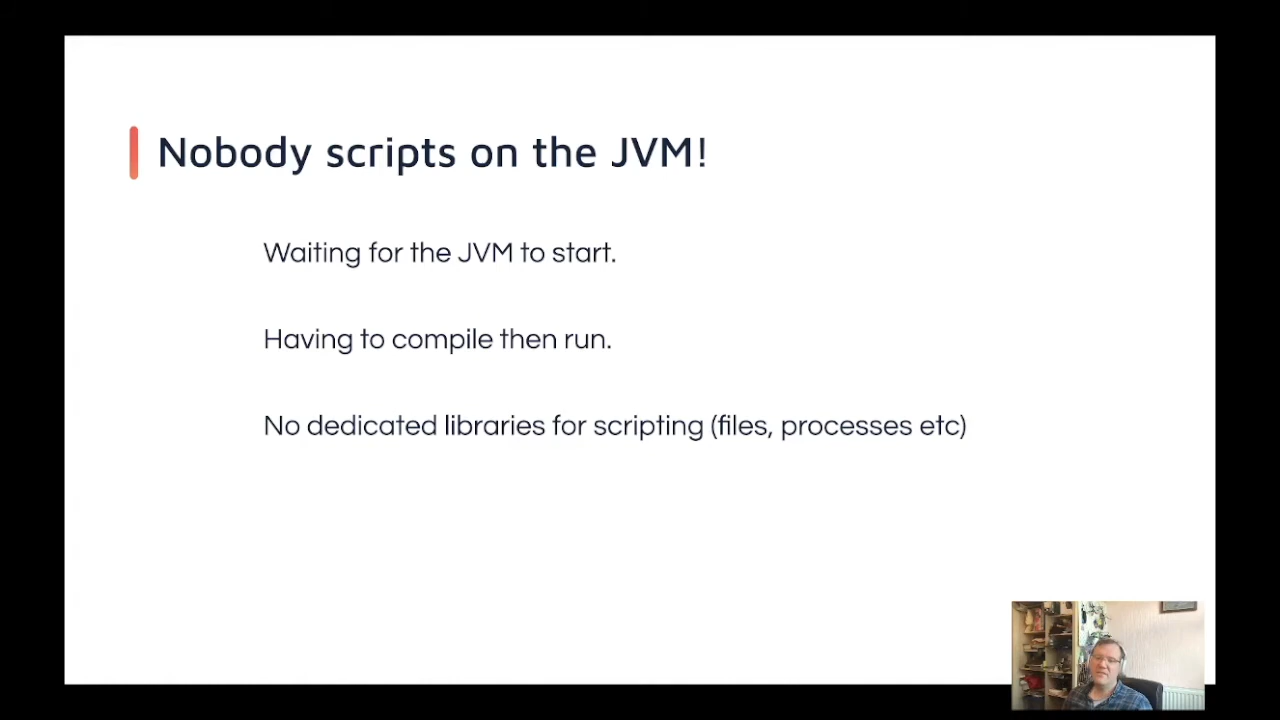 Nobody scripts on the JVM!
Waiting for the JVM to start.
Having to compile then run.
No dedicated libraries for scripting (files, processes etc)